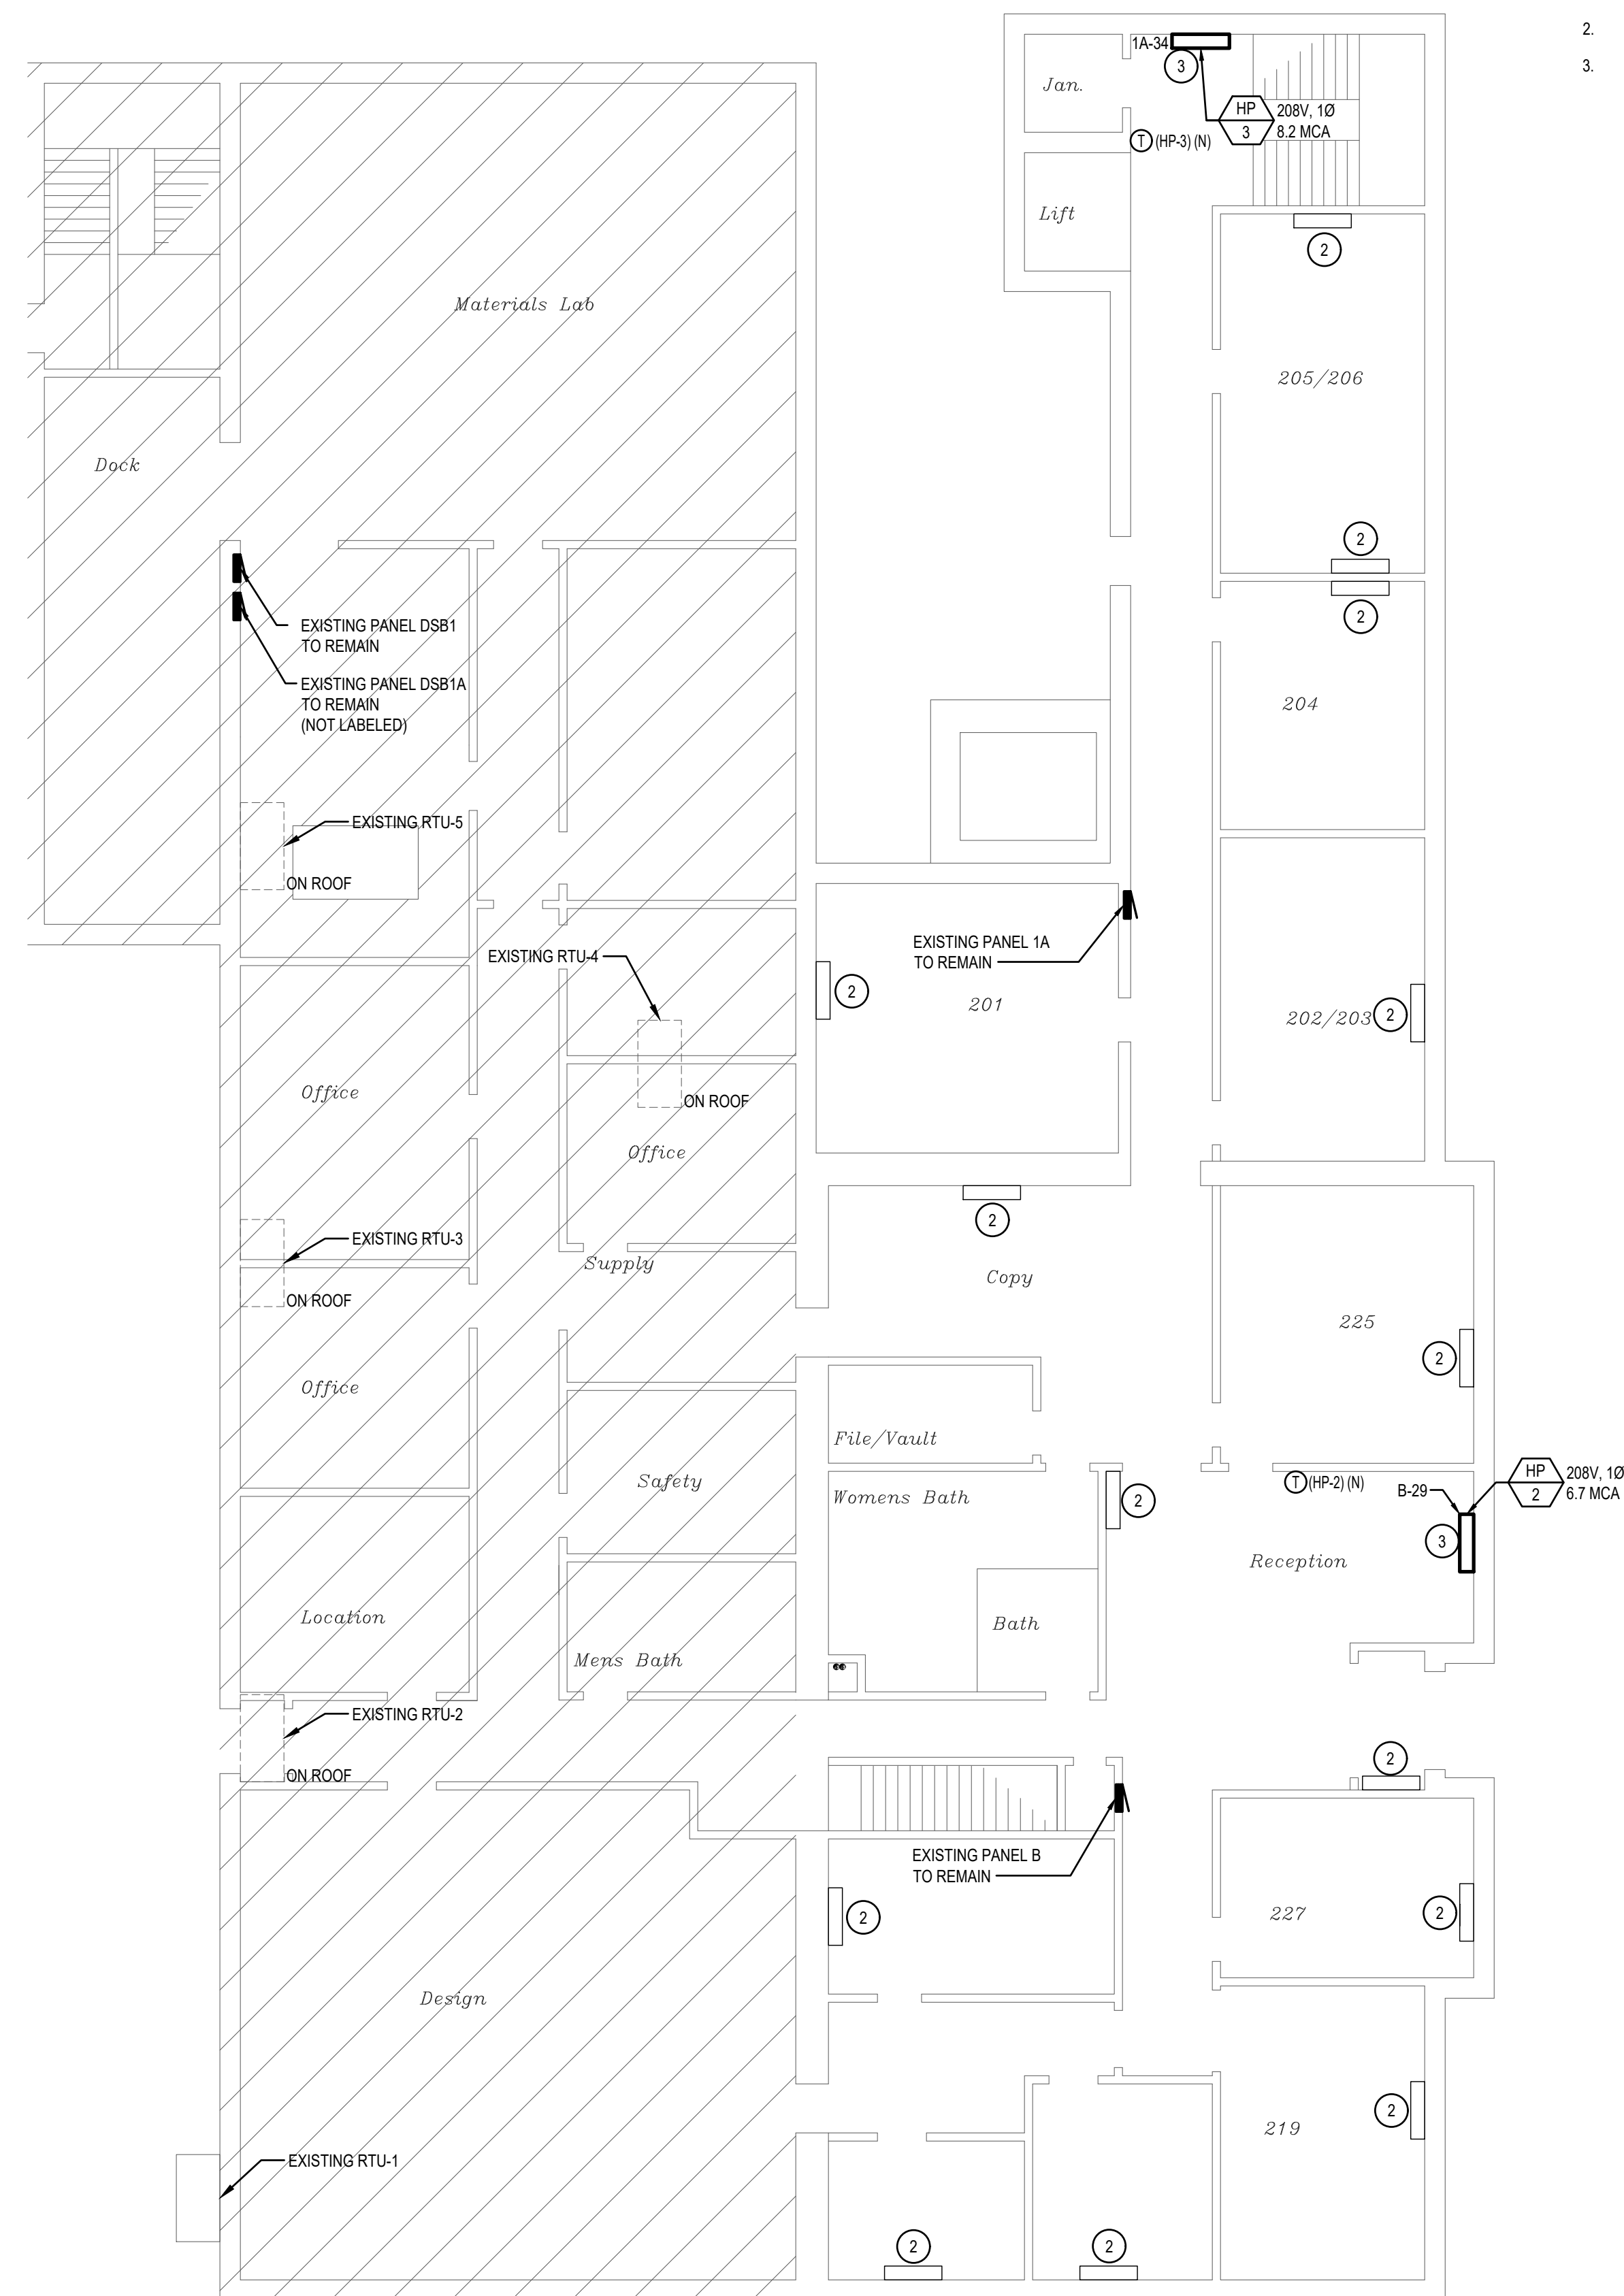 2.
3.
1A-34
3
Jan.
HP
3
208V, 1Ø
8.2 MCA
T (HP-3) (N)
Lift
2
Materials Lab
205/206
Dock
2
2
EXISTING PANEL DSB1
TO REMAIN
EXISTING PANEL DSB1A
TO REMAIN
(NOT LABELED)
204
EXISTING RTU-5
ON ROOF
EXISTING PANEL 1A
TO REMAIN
EXISTING RTU-4
2
201
202/203
2
Office
ON ROOF
Office
2
EXISTING RTU-3
Supply
Copy
ON ROOF
225
2
Office
File/Vault
Safety
Womens Bath
2
T (HP-2) (N)
B-29
HP
2
208V, 1Ø
6.7 MCA
3
Reception
Location
Bath
Mens Bath
EXISTING RTU-2
ON ROOF
2
EXISTING PANEL B
TO REMAIN
2
227
2
Design
2
219
EXISTING RTU-1
2
2